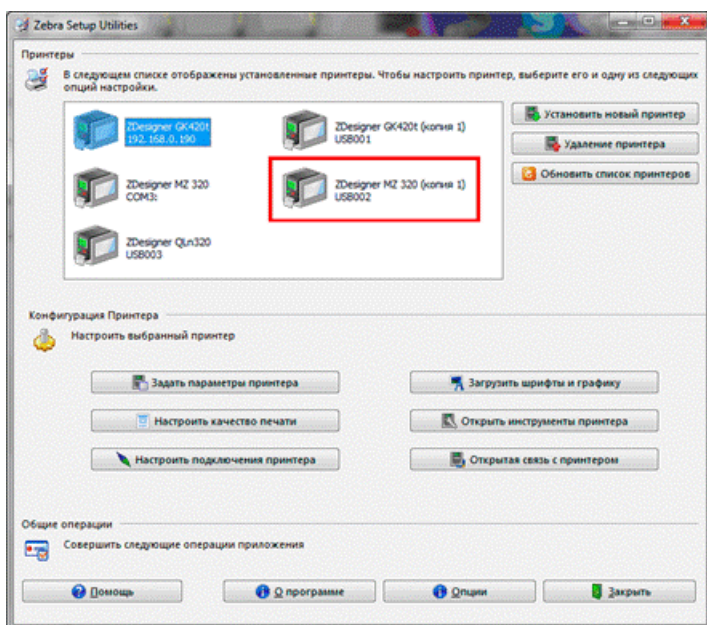 Zebra Setup Utilities
Принтеры
В следующем списке отображены установленные принтеры. Чтобы настроить принтер, выберите его и одну из следующих
опций настройки.
ZDesigner GK420t
192.168.0.190
ZDesigner GK420t (копия 1)
USB001
ZDesigner MZ 320
COM3:
ZDesigner MZ 320 (копия 1)
USB002
ZDesigner QLn320
USB003
Установить новый принтер
Удаление принтера
Обновить список принтеров
Конфигурация Принтера
Настроить выбранный принтер
Задать параметры принтера
Загрузить шрифты и графику
Настроить качество печати
Открыть инструменты принтера
Настроить подключения принтера
Открытая связь с принтером
Общие операции
Совершить следующие операции приложения
Помощь
О программе
Опции
Закрыть